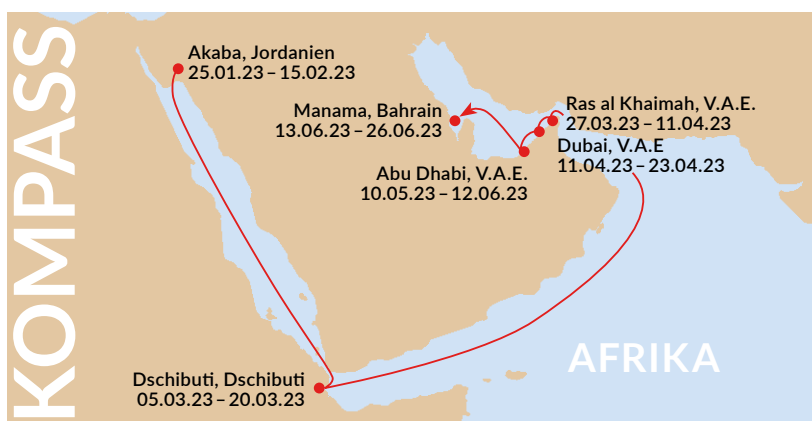 KOMPASS
Akaba, Jordanien
25.01.23 – 15.02.23
Manama, Bahrain
13.06.23 – 26.06.23
Ras al Khaimah, V.A.E.
27.03.23 – 11.04.23
Dubai, V.A.E
11.04.23 – 23.04.23
Abu Dhabi, V.A.E.
10.05.23 – 12.06.23
AFRIKA
Dschibuti, Dschibuti
05.03.23 – 20.03.23